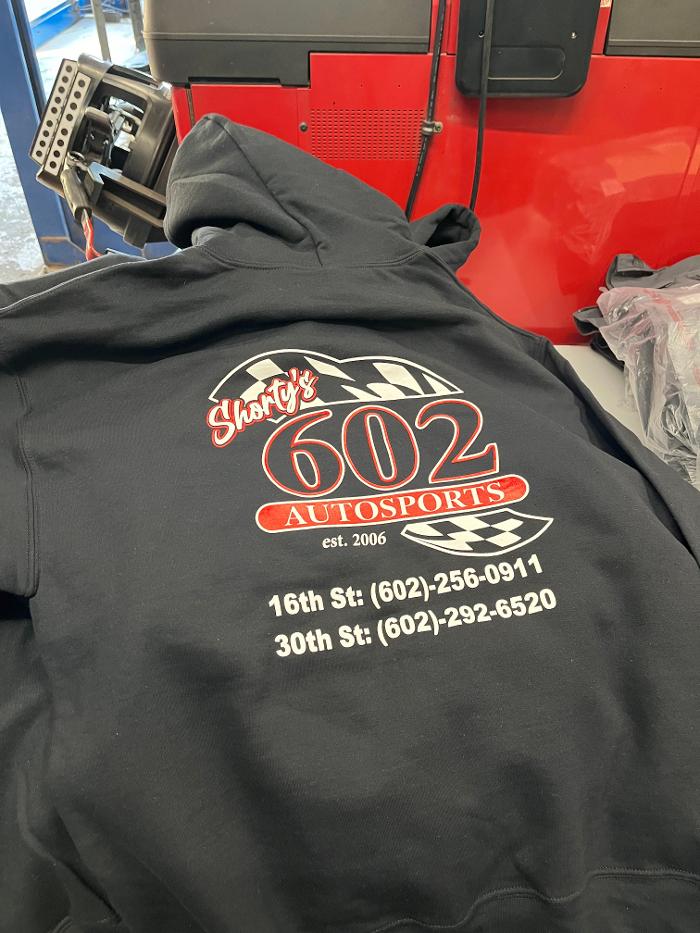 Shorty's
602
AUTOSPORTS
est. 2006
16th St: (602)-256-0911
30th St: (602)-292-6520